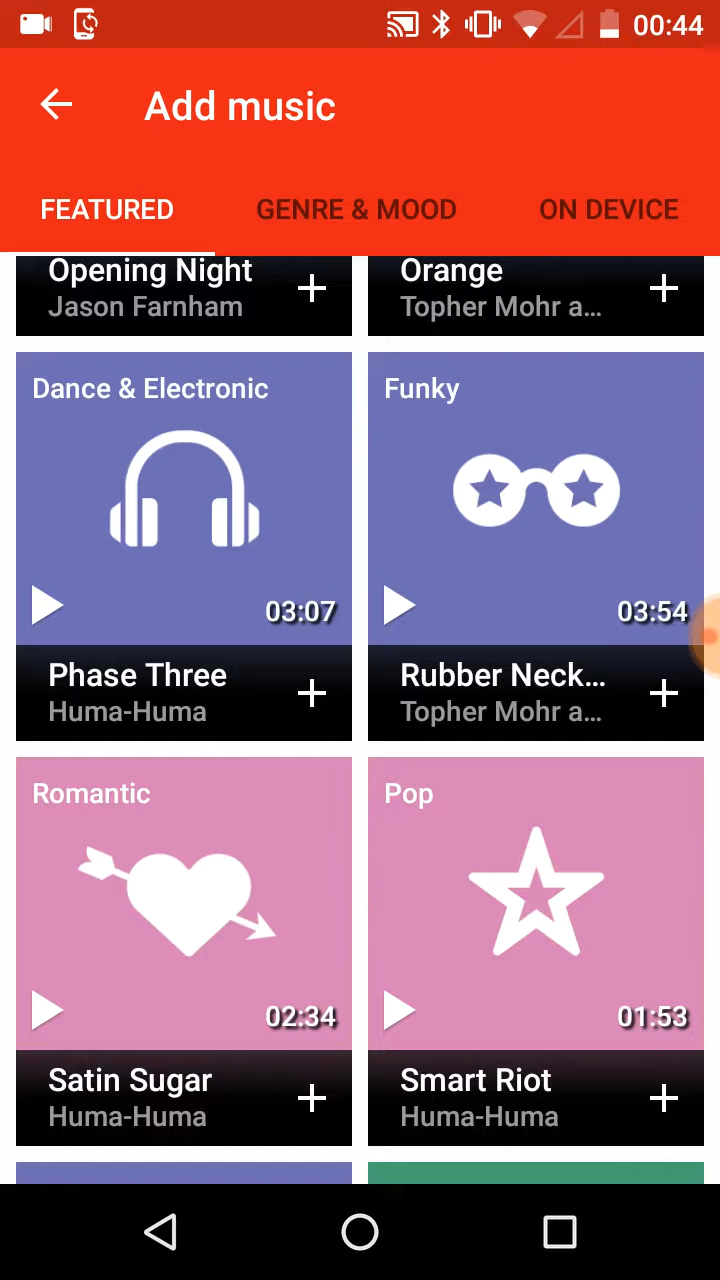 00:44
Add music
FEATURED
GENRE & MOOD
ON DEVICE
Opening Night
Jason Farnham
Orange
Topher Mohr a...
Dance & Electronic
03:07
Phase Three
Huma-Huma
Funky
03:54
Rubber Neck...
Topher Mohr a...
Romantic
02:34
Satin Sugar
Huma-Huma
Pop
01:53
Smart Riot
Huma-Huma